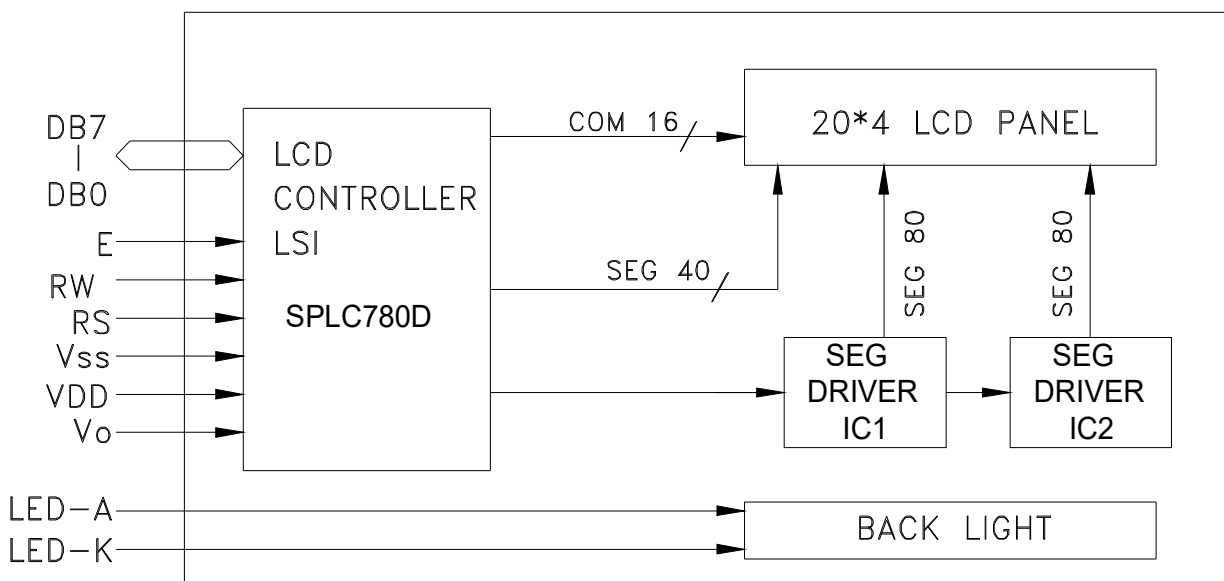 DB7
|
DB0
E
RW
RS
Vss
VDD
Vo
LED-A
LED-K
LCD
CONTROLLER
LSI
SPLC780D
COM 16
SEG 40
20*4 LCD PANEL
SEG 80
SEG 80
SEG
DRIVER
IC1
SEG
DRIVER
IC2
BACK LIGHT